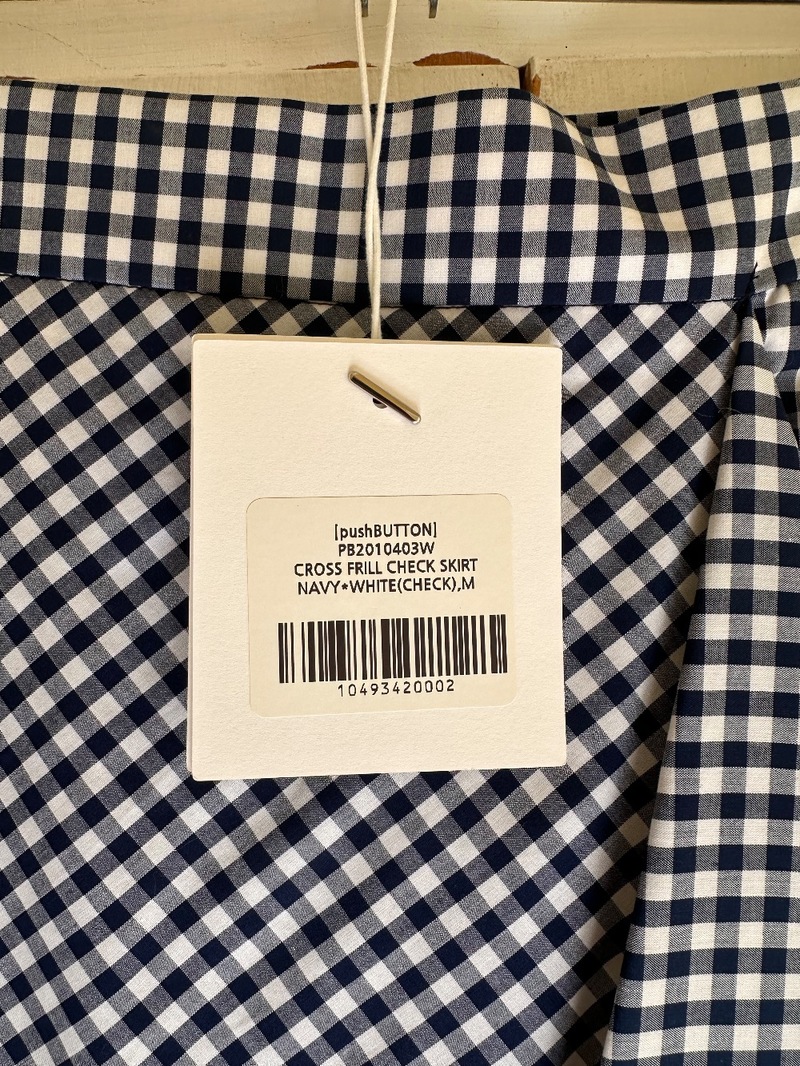 [pushBUTTON]
PB2010403W
CROSS FRILL CHECK SKIRT
NAVY*WHITE(CHECK),M
10493420002